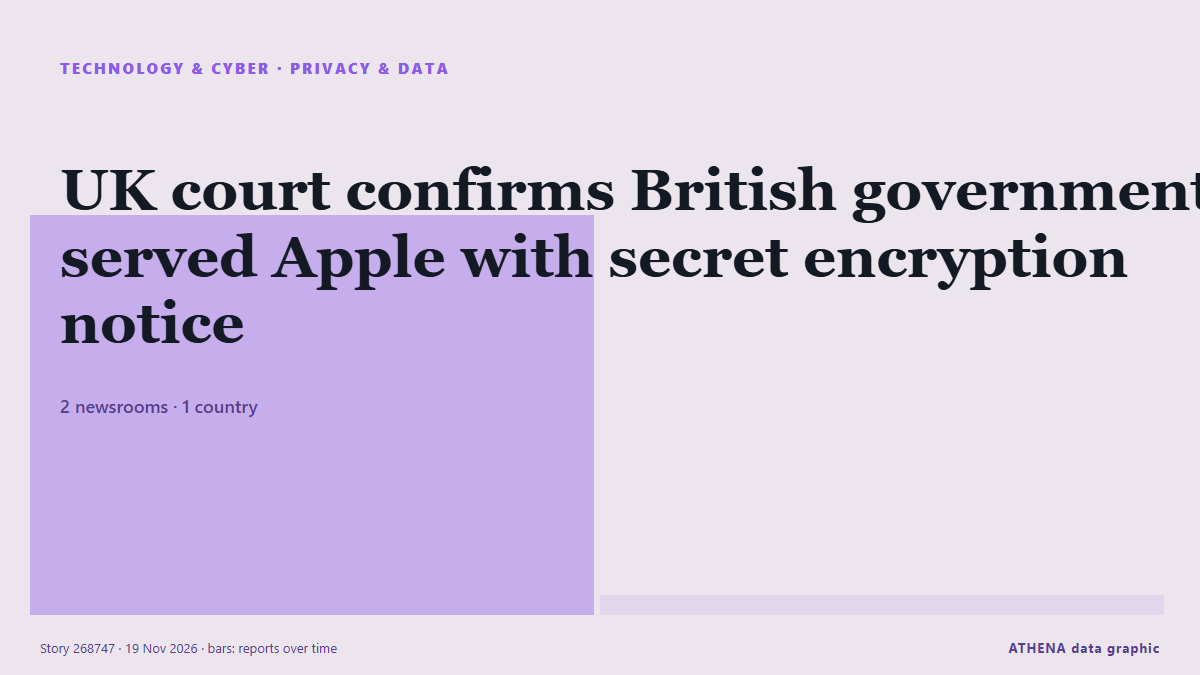 TECHNOLOGY & CYBER · PRIVACY & DATA
UK court confirms British government
served Apple with secret encryption
notice
2 newsrooms · 1 country
Story 268747 · 19 Nov 2026 · bars: reports over time
ATHENA data graphic